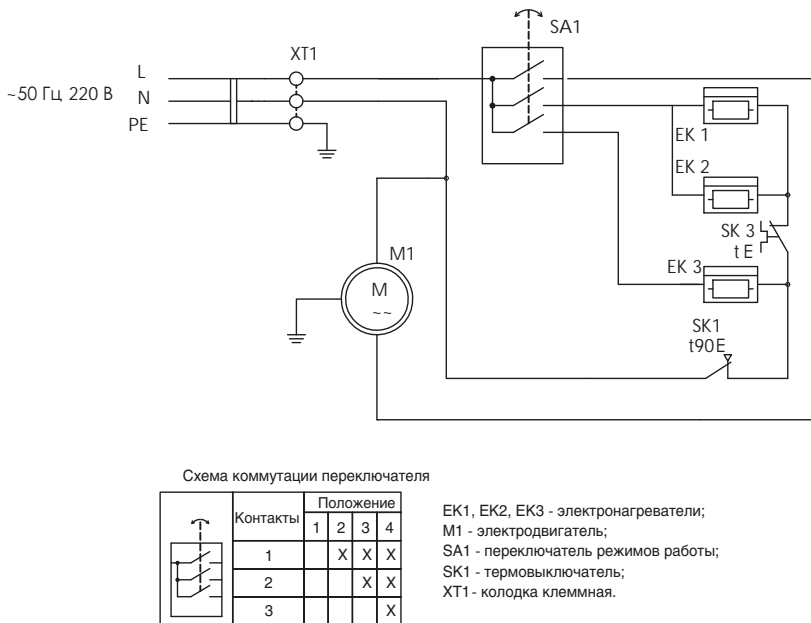 SA1
XT1
L
~50 Гц 220 В
N
PE
EK 1
EK 2
SK 3
t E
M1
EK 3
M
~~
SK1
t90E
Схема коммутации переключателя
Контакты
Положение
1 2 3 4
1 X X X
2 X X
3 X
EK1, EK2, EK3 - электронагреватели;
M1 - электродвигатель;
SA1 - переключатель режимов работы;
SK1 - термовыключатель;
XT1- колодка клеммная.